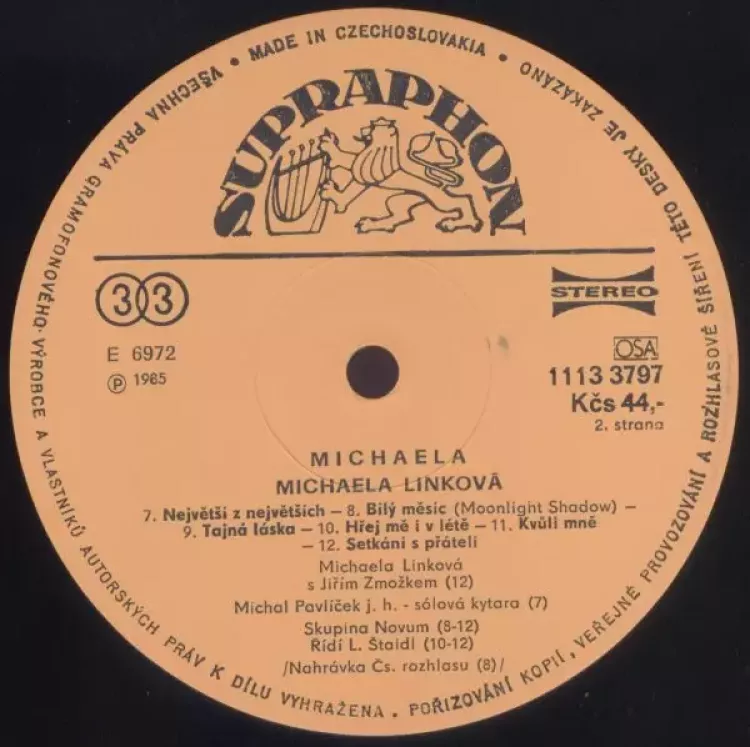 VŠECHNA PRÁVA GRAMOFONOVÉHO VÝROBCE A VLASTNÍKŮ AUTORSKÝCH PRÁV K DÍLU VYHRAŽENA. POŘIZOVÁNÍ KOPIÍ, VEŘEJNÉ PROVOZOVÁNÍ A ROZHLASOVÉ ŠÍŘENÍ TÉTO DESKY JE ZAKÁZÁNO • MADE IN CZECHOSLOVAKIA •
SUPRAPHON
33
STEREO
E 6972
OSA
Ⓟ 1985
1113 3797
Kčs 44,-
2. strana
MICHAELA
MICHAELA LINKOVÁ
7. Největší z největších – 8. Bílý měsíc (Moonlight Shadow) –
9. Tajná láska – 10. Hřej mě i v létě – 11. Kvůli mně
– 12. Setkání s přáteli
Michaela Linková
s Jiřím Zmožkem (12)
Michal Pavlíček j. h. - sólová kytara (7)
Skupina Novum (8-12)
Řídí L. Štaidl (10-12)
/Nahrávka Čs. rozhlasu (8)/